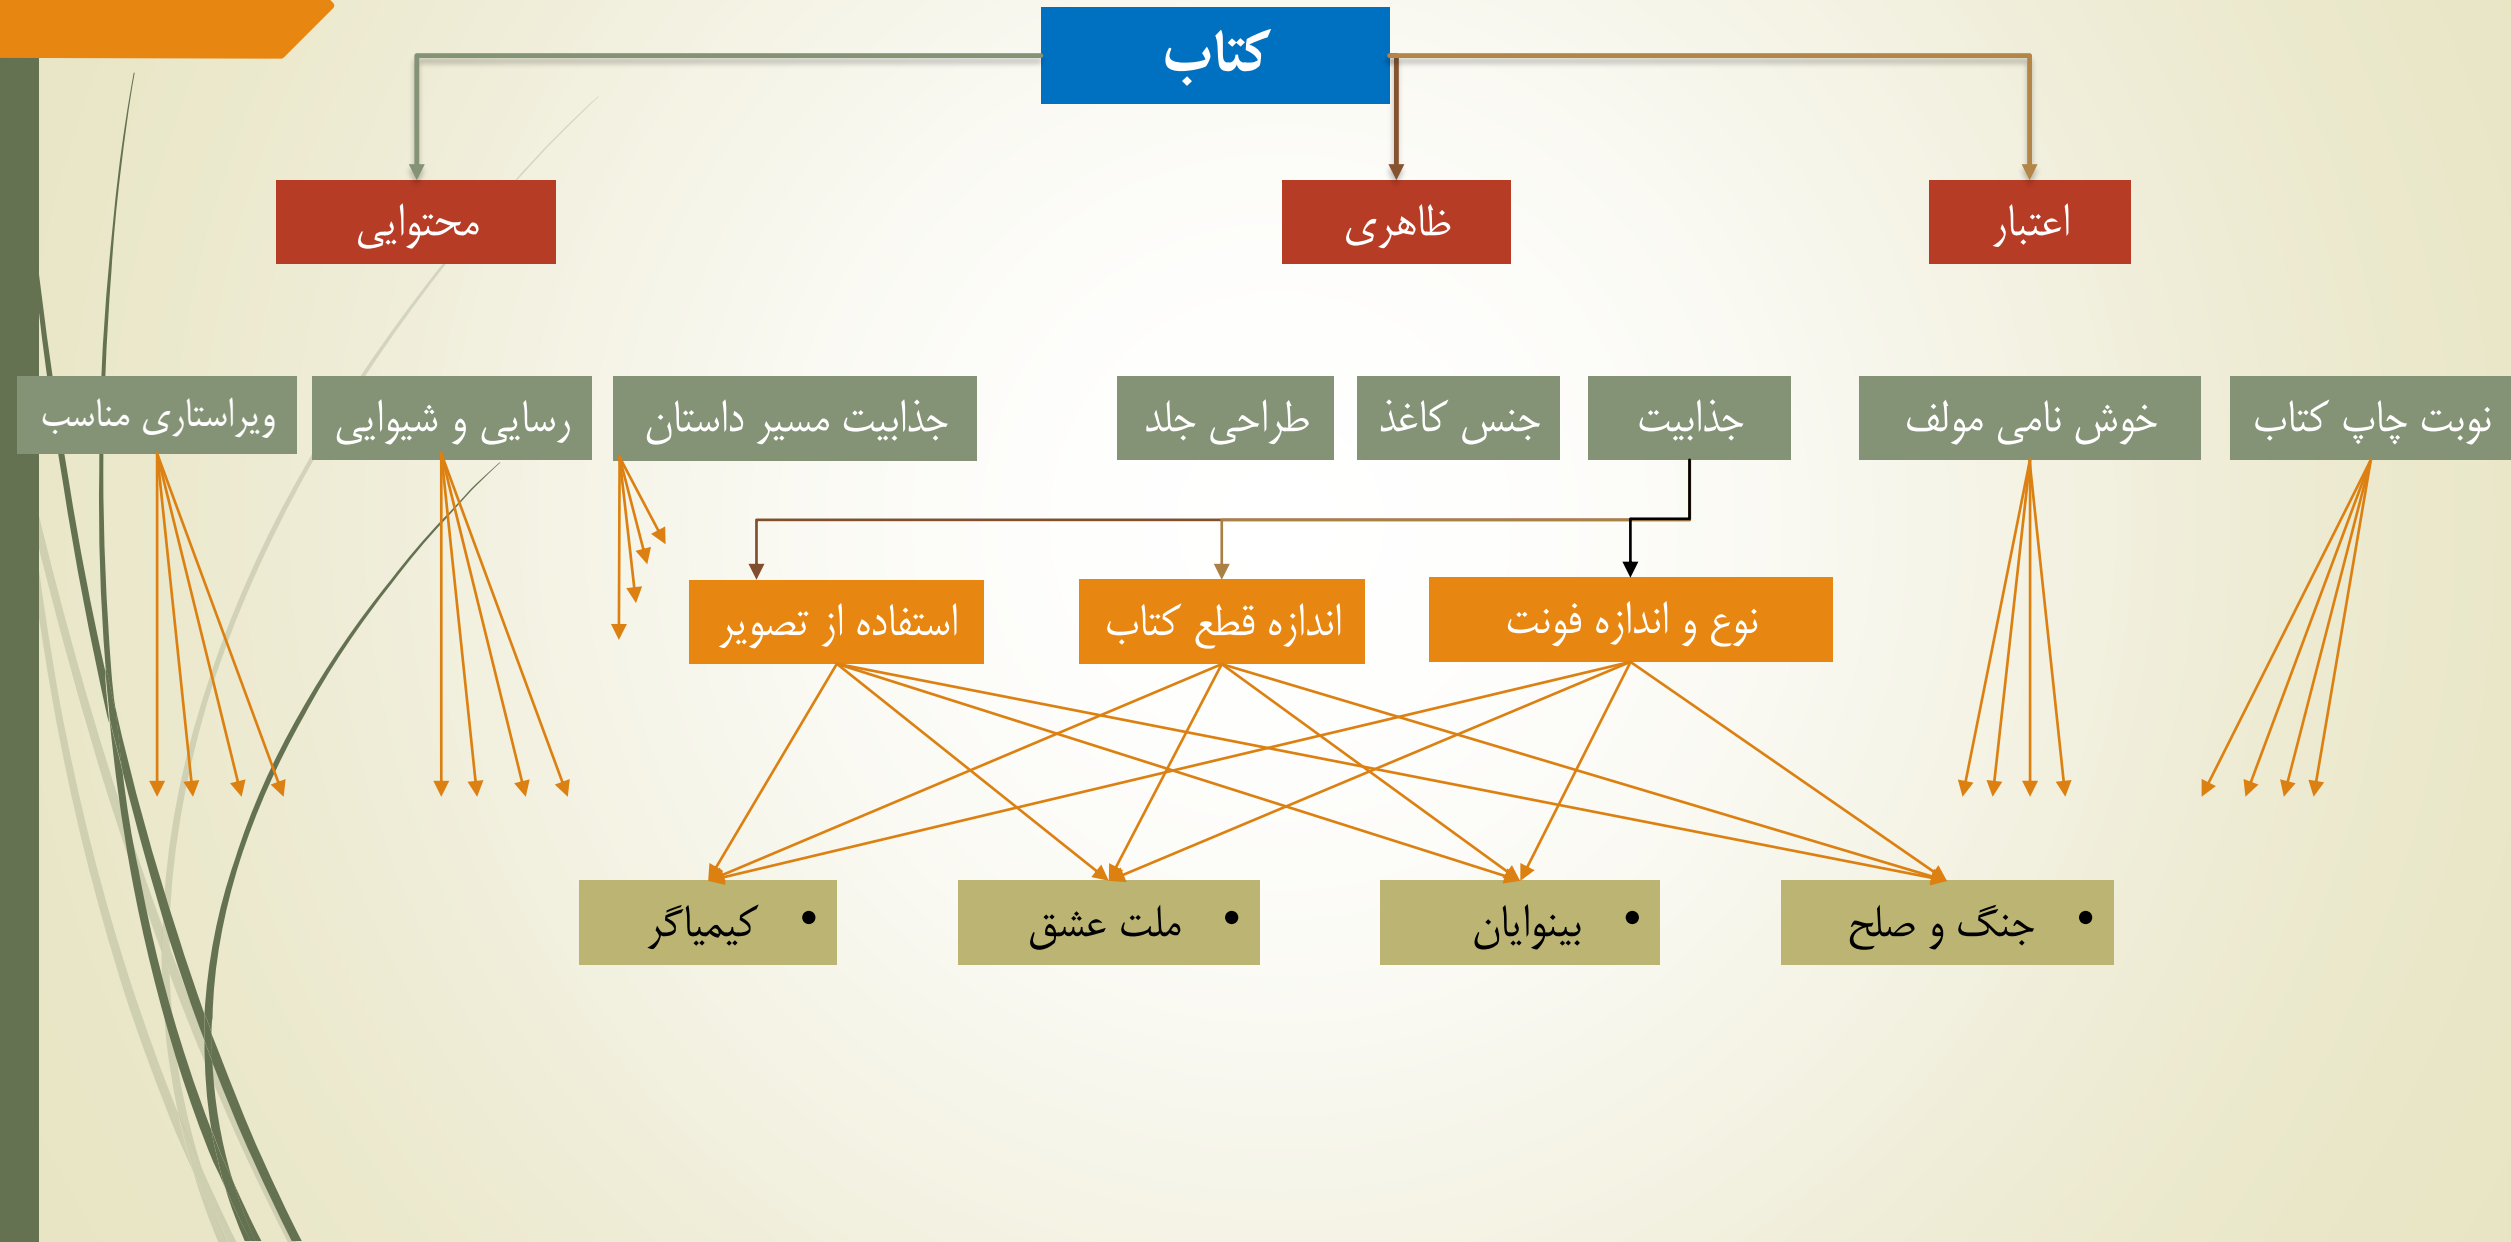 کتاب
اعتبار
ظاهری
محتوایی
نوبت چاپ کتاب
خوش نامی مولف
جذابیت
جنس کاغذ
طراحی جلد
جذابیت مسیر داستان
رسایی و شیوایی
ویراستاری مناسب
نوع و اندازه فونت
اندازه قطع کتاب
استفاده از تصویر
• جنگ و صلح
• بینوایان
• ملت عشق
• کیمیاگر